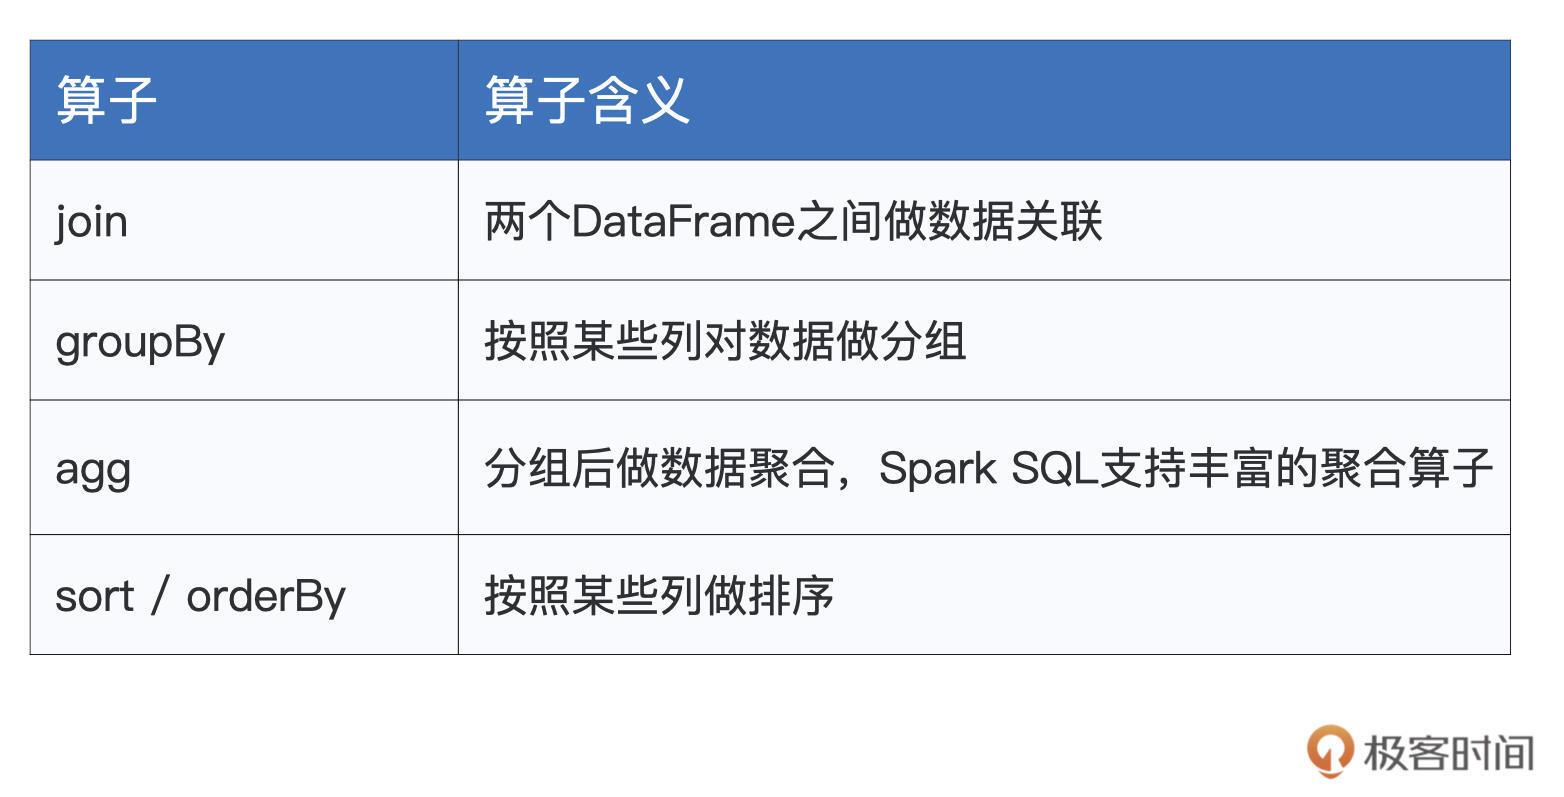 算子
算子含义
join
两个DataFrame之间做数据关联
groupBy
按照某些列对数据做分组
agg
分组后做数据聚合，Spark SQL支持丰富的聚合算子
sort / orderBy
按照某些列做排序
极客时间